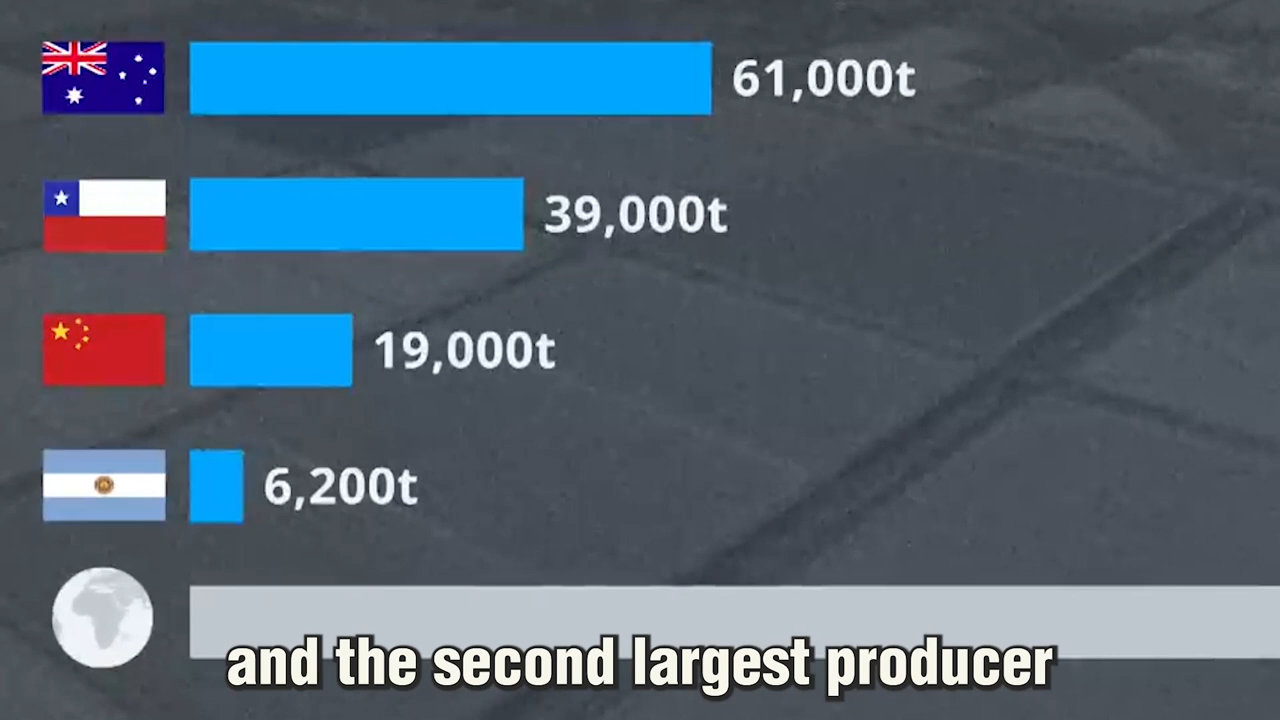 61,000t
39,000t
19,000t
6,200t
and the second largest producer